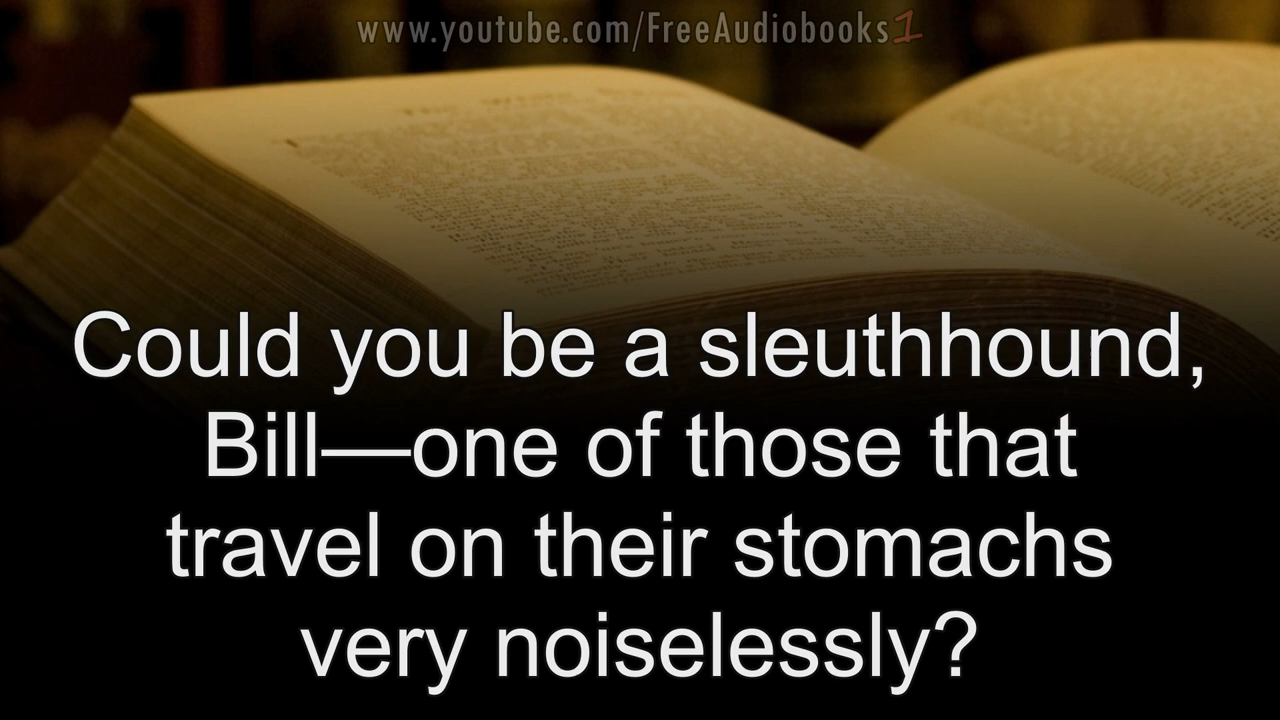 www.youtube.com/FreeAudiobooks1
Could you be a sleuthhound,
Bill—one of those that
travel on their stomachs
very noiselessly?